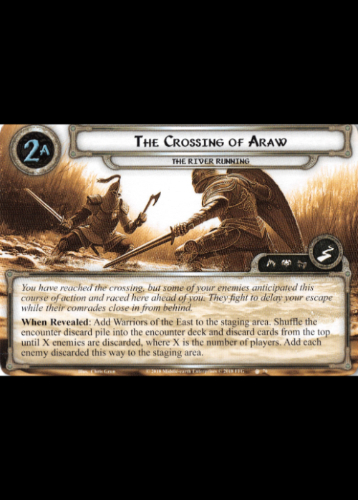 2A
THE CROSSING OF ARAW
THE RIVER RUNNING
You have reached the crossing, but some of your enemies anticipated this
course of action and raced here ahead of you. They fight to delay your escape
while their comrades close in from behind.
When Revealed: Add Warriors of the East to the staging area. Shuffle the
encounter discard pile into the encounter deck and discard cards from the top
until X enemies are discarded, where X is the number of players. Add each
enemy discarded this way to the staging area.